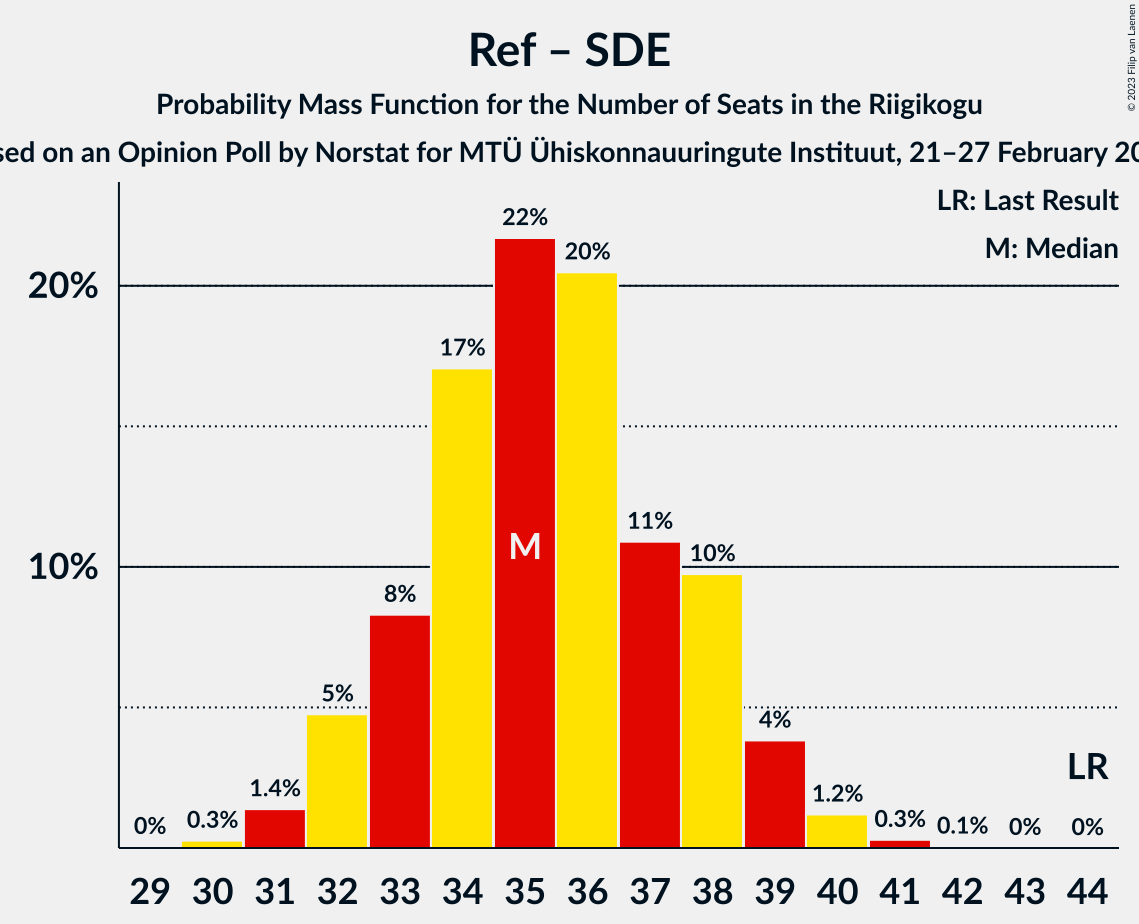 Ref – SDE
Probability Mass Function for the Number of Seats in the Riigikogu
on an Opinion Poll by Norstat for MTÜ Ühiskonnauuringute Instituut, 21–27 February
LR: Last Result
M: Median
© 2023 Filip van Laenen
20%
10%
0% 0.3% 1.4% 5% 8% 17% 22% 20% 11% 10% 4% 1.2% 0.3% 0.1% 0% 0%
M
LR
29 30 31 32 33 34 35 36 37 38 39 40 41 42 43 44